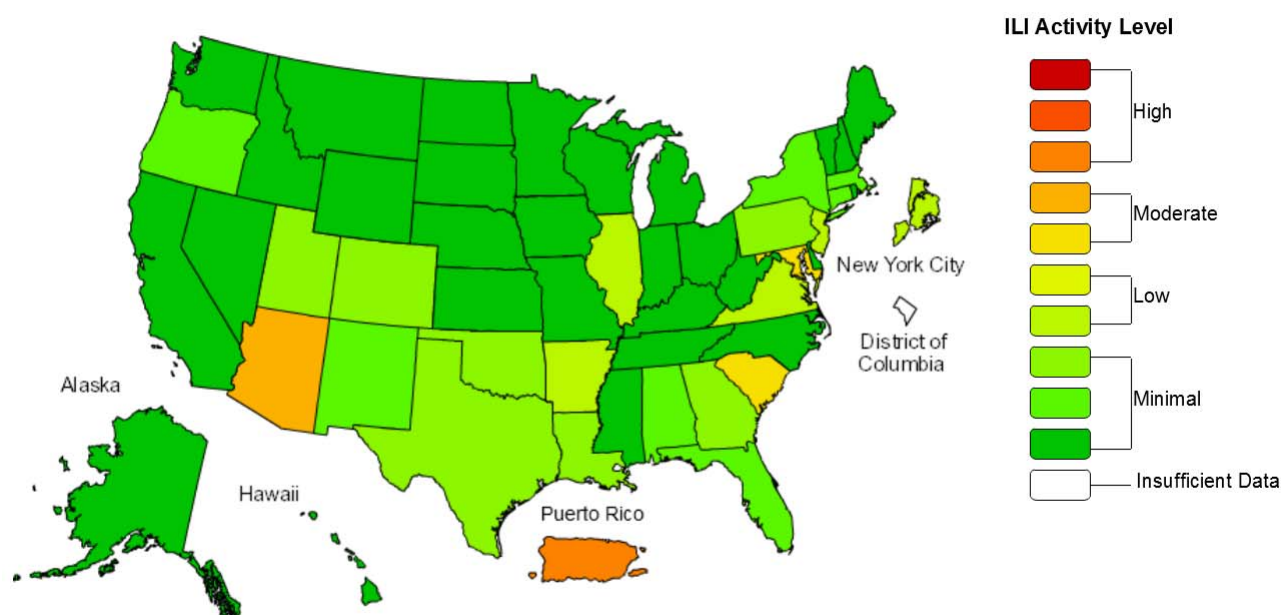 ILI Activity Level
High
Moderate
New York City
Low
District of
Columbia
Alaska
Minimal
Hawaii
Insufficient Data
Puerto Rico